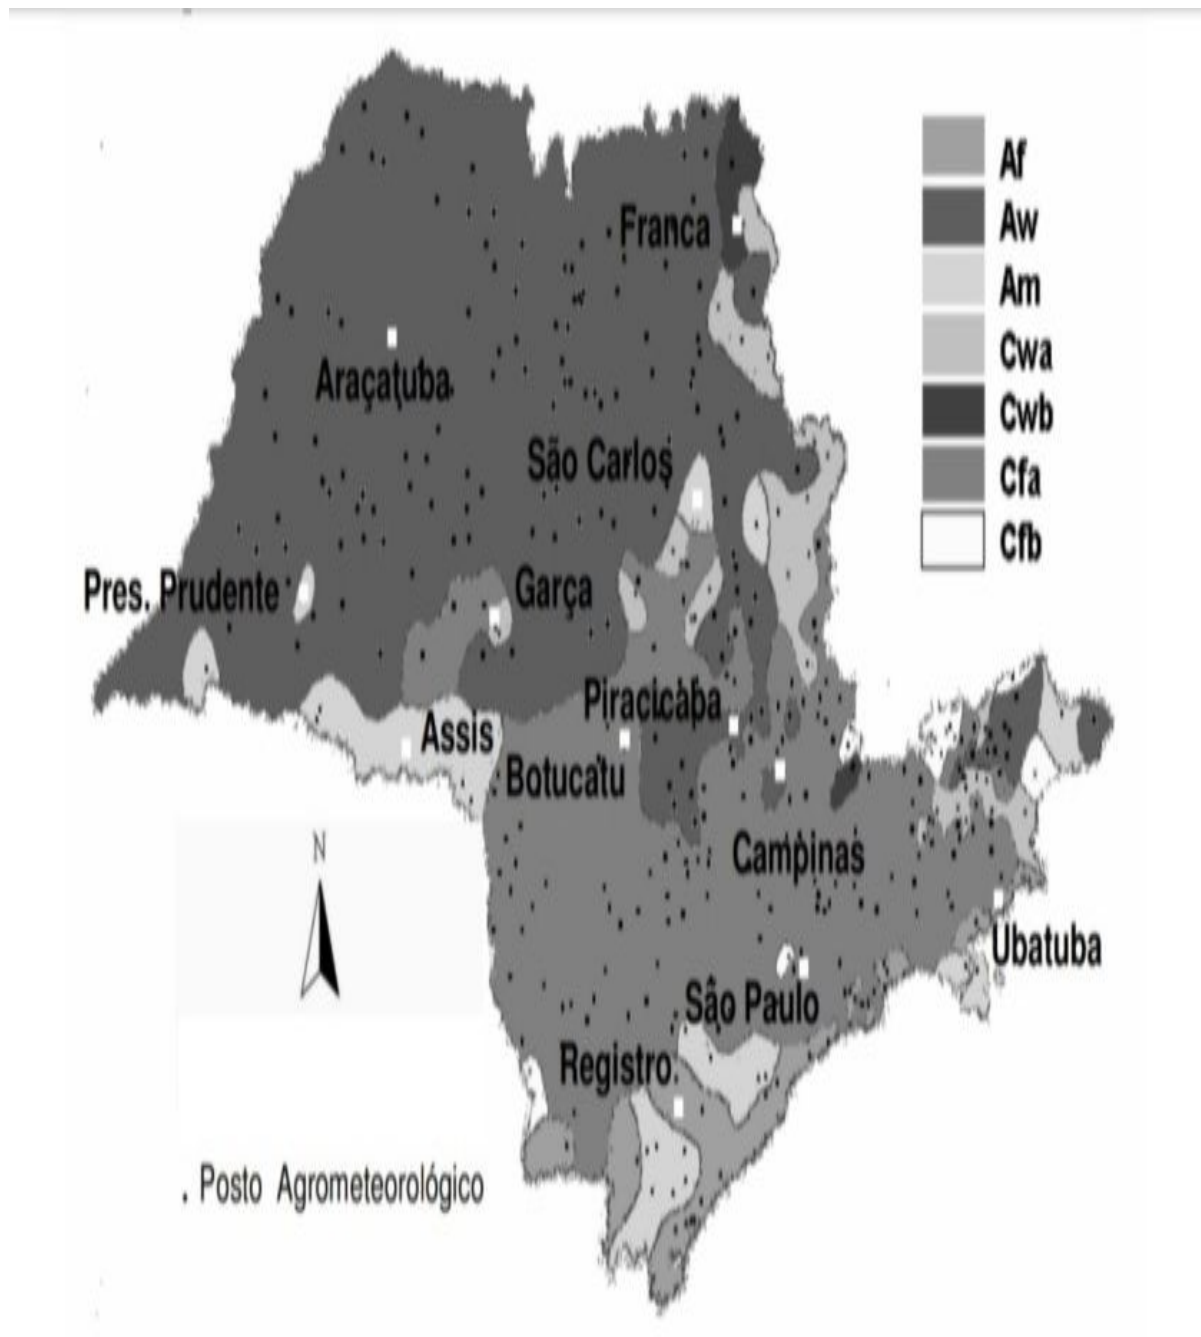 Af
Aw
Am
Cwa
Cwb
Cfa
Cfb
Franca
Araçatuba
São Carlos
Pres. Prudente
Garça
Piracicaba
Assis
Botucatu
Campinas
N
Ubatuba
São Paulo
Registro
. Posto Agrometeorológico